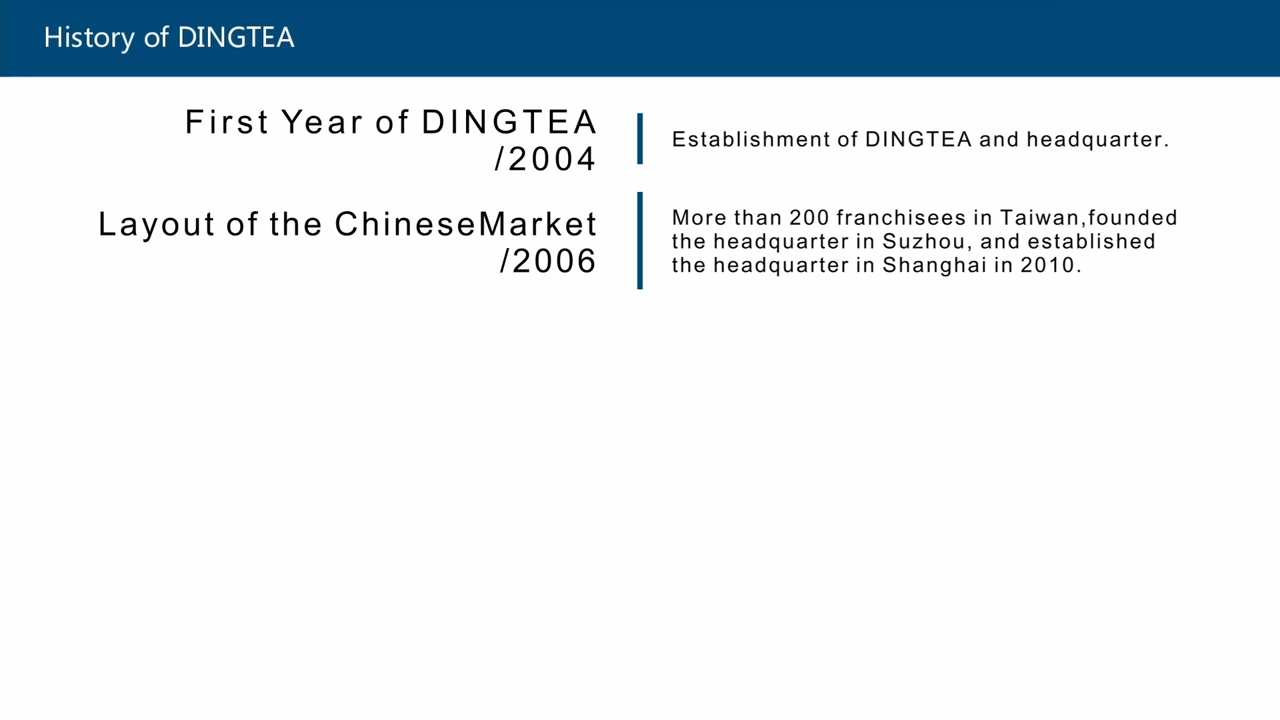 History of DINGTEA
First Year of DINGTEA
/2004
Establishment of DINGTEA and headquarter.
Layout of the ChineseMarket
/2006
More than 200 franchisees in Taiwan,founded
the headquarter in Suzhou, and established
the headquarter in Shanghai in 2010.